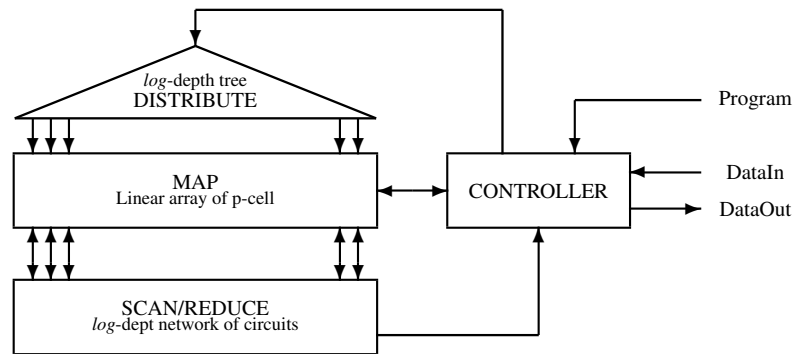 log-depth tree
DISTRIBUTE
Program
MAP
Linear array of p-cell
CONTROLLER
DataIn
DataOut
SCAN/REDUCE
log-dept network of circuits